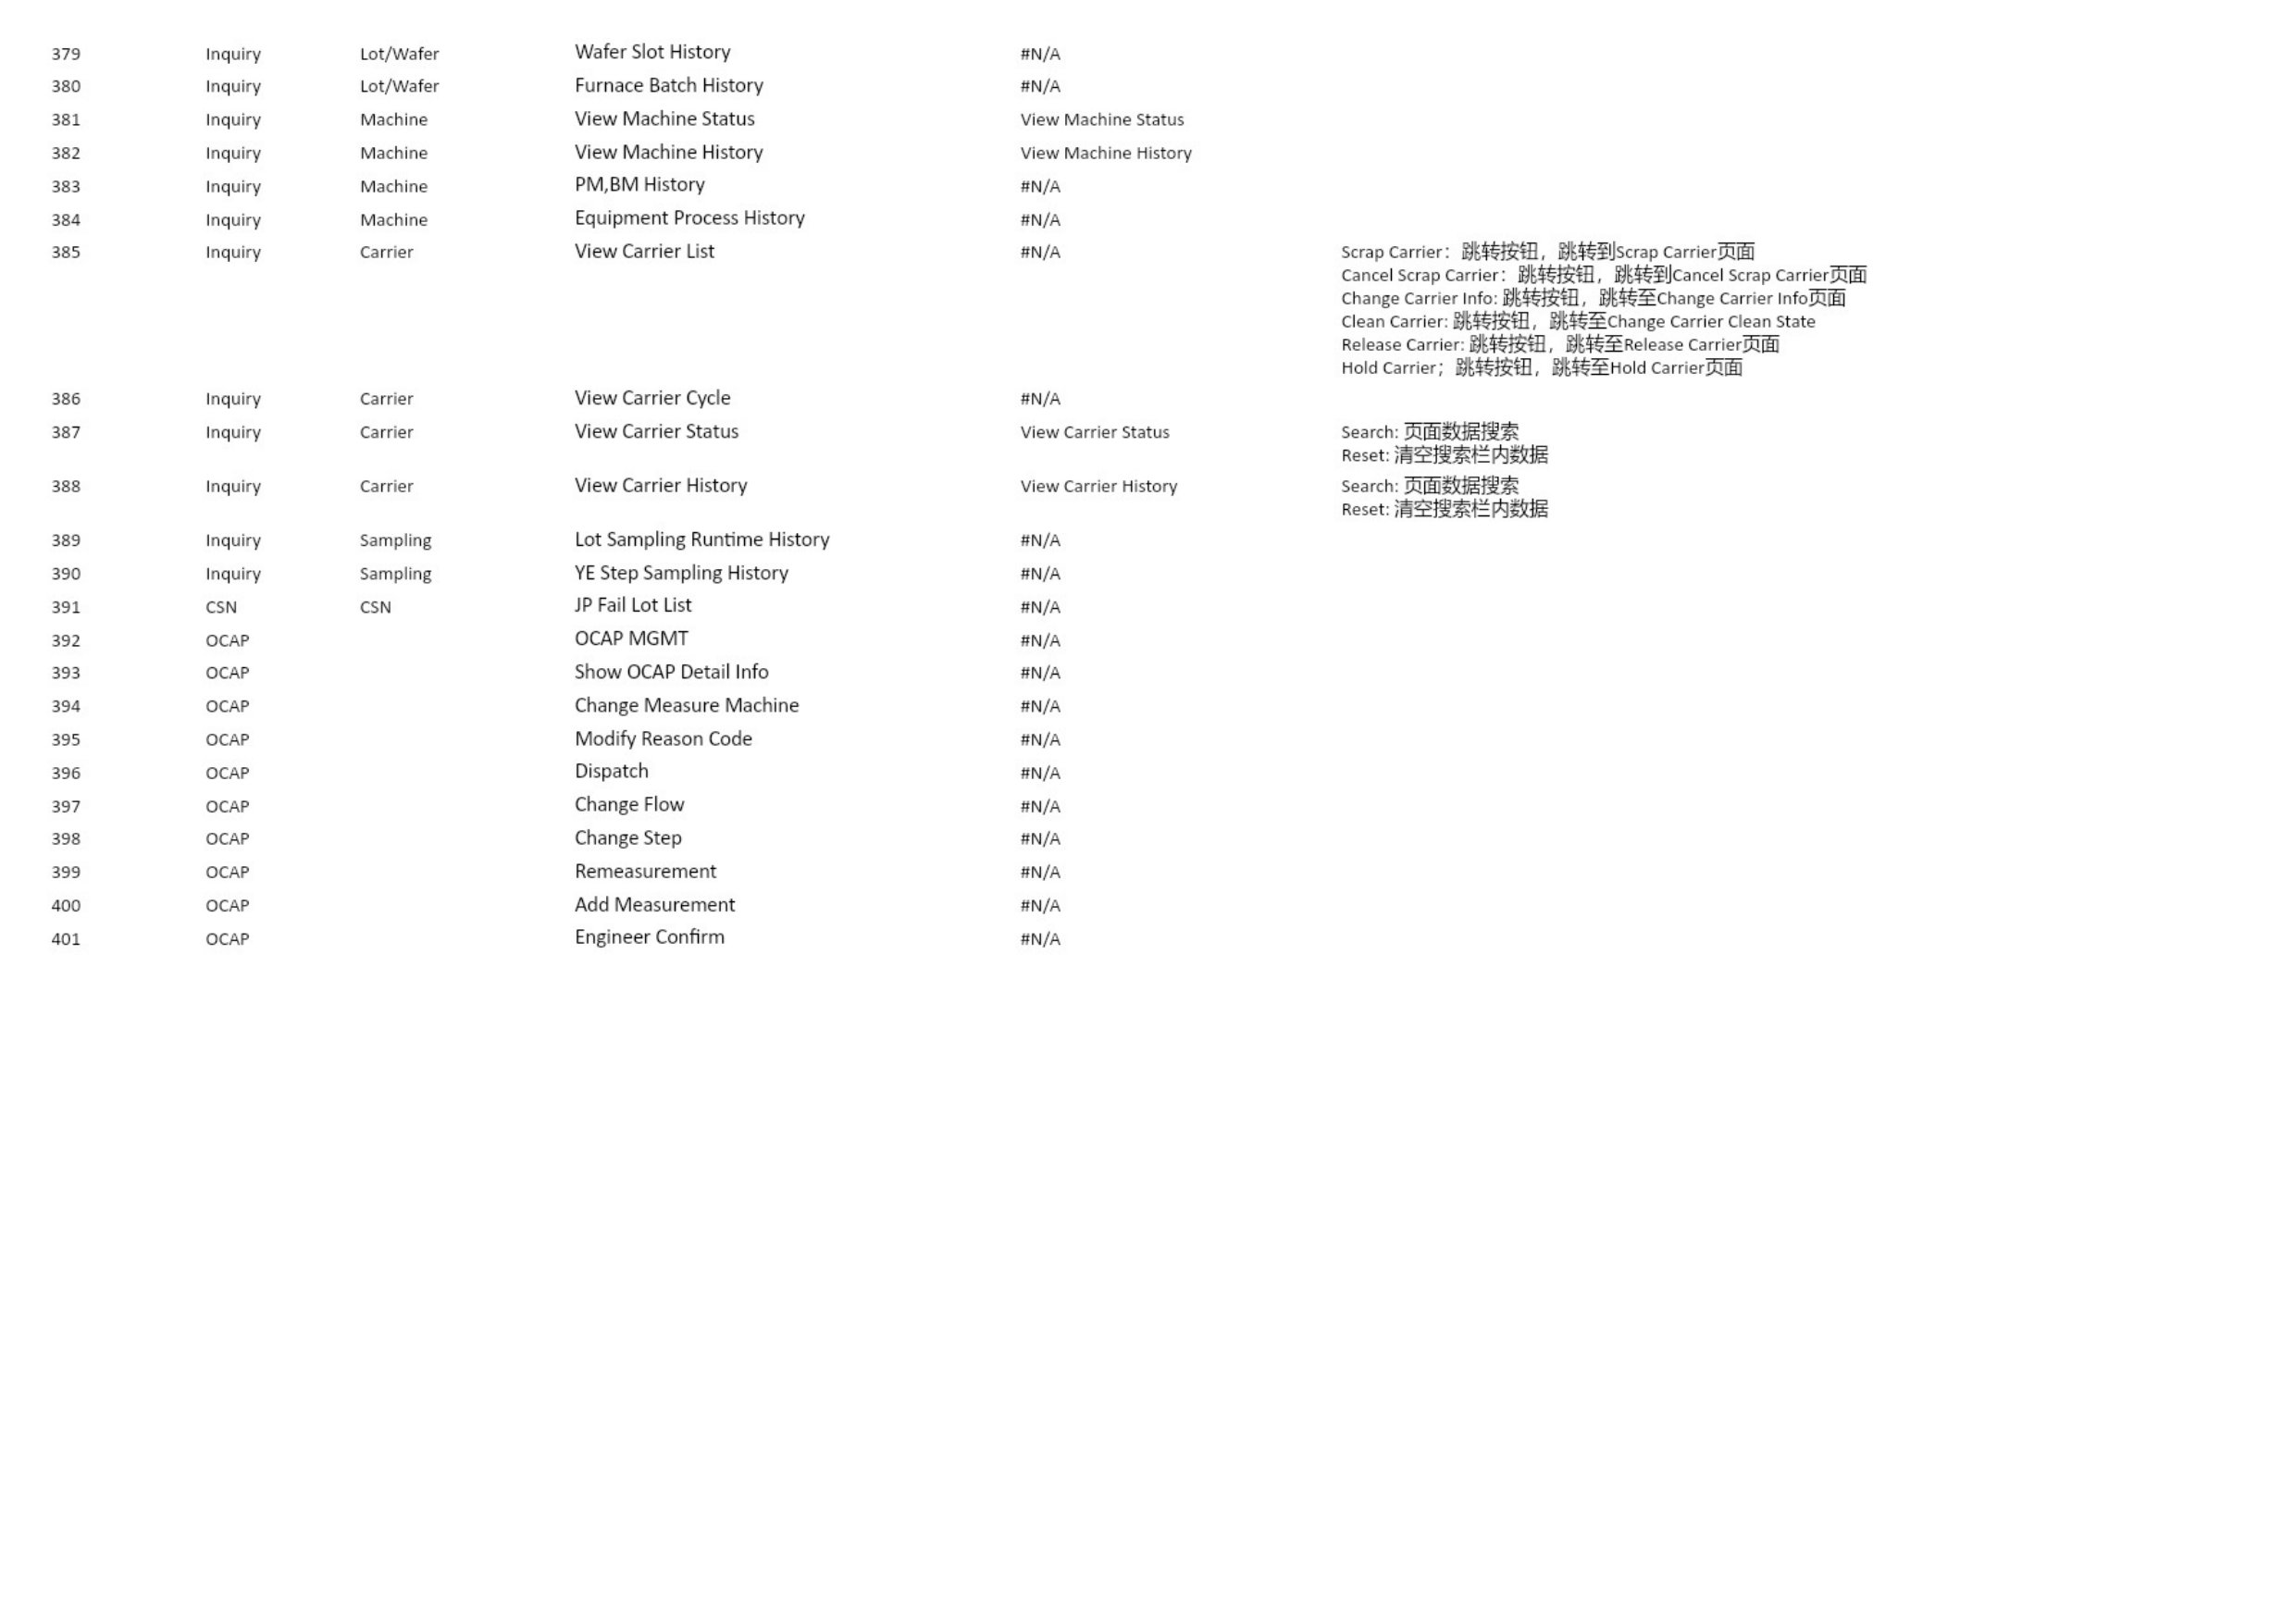 379 Inquiry Lot/Wafer Wafer Slot History #N/A
380 Inquiry Lot/Wafer Furnace Batch History #N/A
381 Inquiry Machine View Machine Status View Machine Status
382 Inquiry Machine View Machine History View Machine History
383 Inquiry Machine PM,BM History #N/A
384 Inquiry Machine Equipment Process History #N/A
385 Inquiry Carrier View Carrier List #N/A Scrap Carrier：跳转按钮，跳转到Scrap Carrier页面
Cancel Scrap Carrier：跳转按钮，跳转到Cancel Scrap Carrier页面
Change Carrier Info: 跳转按钮，跳转至Change Carrier Info页面
Clean Carrier: 跳转按钮，跳转至Change Carrier Clean State
Release Carrier: 跳转按钮，跳转至Release Carrier页面
Hold Carrier；跳转按钮，跳转至Hold Carrier页面
386 Inquiry Carrier View Carrier Cycle #N/A
387 Inquiry Carrier View Carrier Status View Carrier Status Search: 页面数据搜索
Reset: 清空搜索栏内数据
388 Inquiry Carrier View Carrier History View Carrier History Search: 页面数据搜索
Reset: 清空搜索栏内数据
389 Inquiry Sampling Lot Sampling Runtime History #N/A
390 Inquiry Sampling YE Step Sampling History #N/A
391 CSN CSN JP Fail Lot List #N/A
392 OCAP OCAP MGMT #N/A
393 OCAP Show OCAP Detail Info #N/A
394 OCAP Change Measure Machine #N/A
395 OCAP Modify Reason Code #N/A
396 OCAP Dispatch #N/A
397 OCAP Change Flow #N/A
398 OCAP Change Step #N/A
399 OCAP Remeasurement #N/A
400 OCAP Add Measurement #N/A
401 OCAP Engineer Confirm #N/A